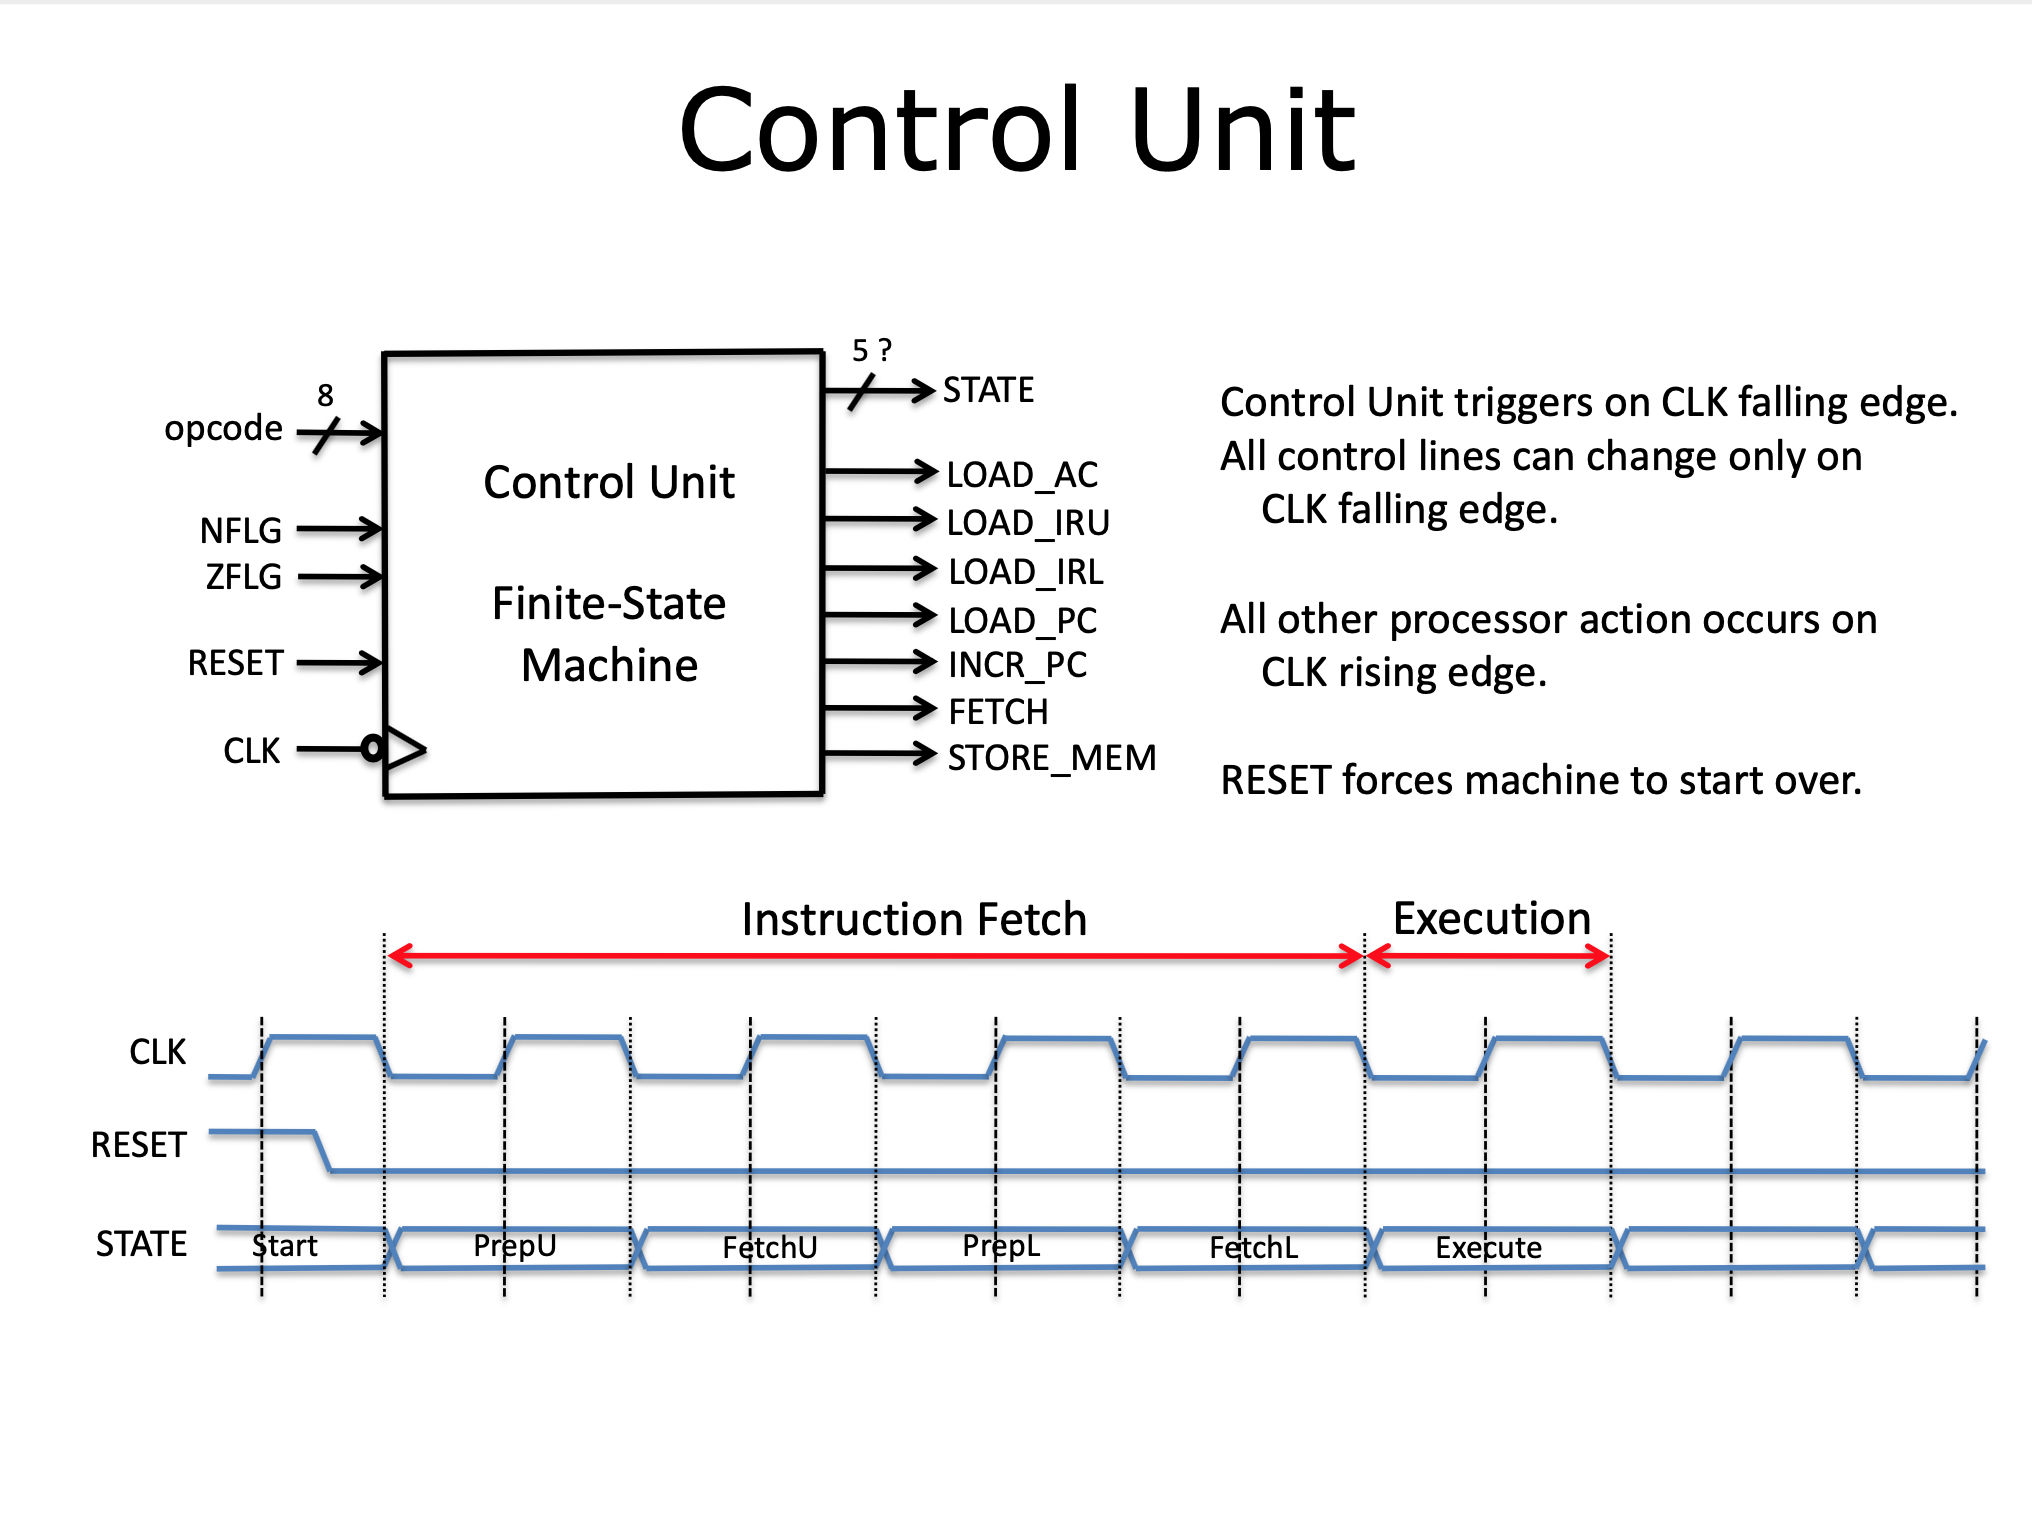 Control Unit
5 ?
8
STATE
opcode
LOAD_AC
LOAD_IRU
LOAD_IRL
LOAD_PC
INCR_PC
FETCH
STORE_MEM
NFLG
ZFLG
RESET
CLK
Control Unit
Finite-State
Machine
Control Unit triggers on CLK falling edge.
All control lines can change only on
CLK falling edge.
All other processor action occurs on
CLK rising edge.
RESET forces machine to start over.
Instruction Fetch
Execution
CLK
RESET
STATE
Start
PrepU
FetchU
PrepL
FetchL
Execute